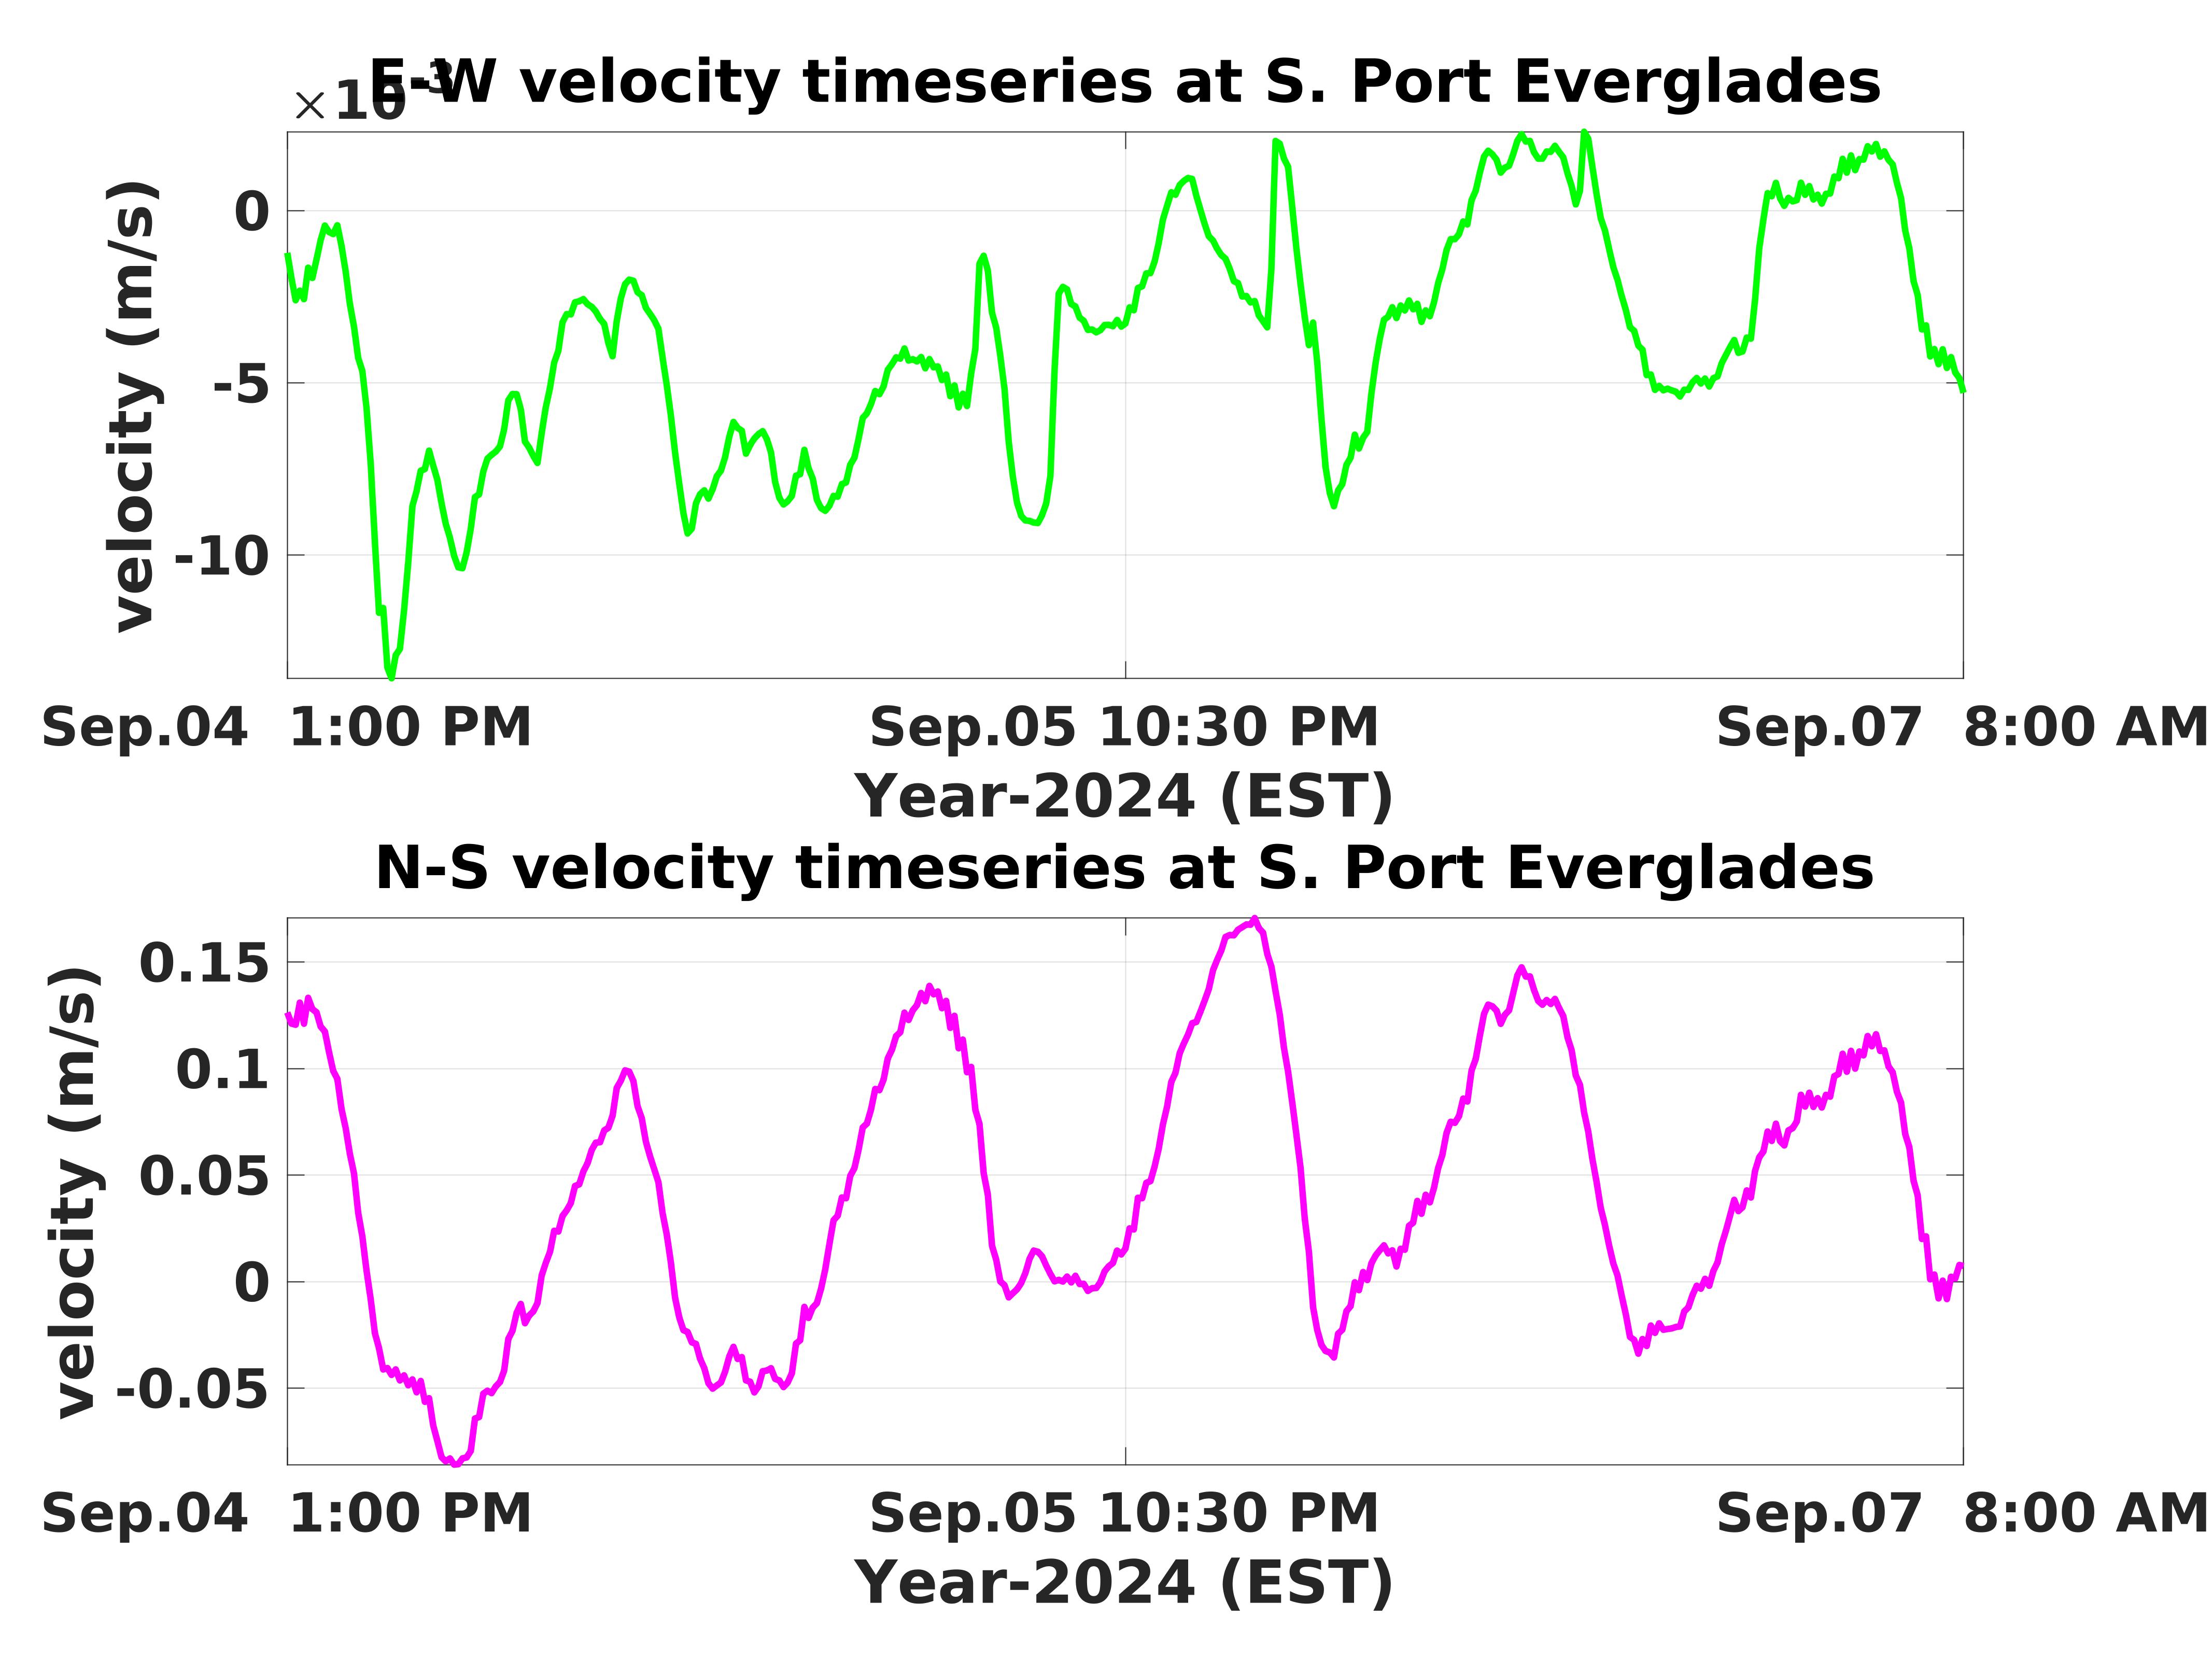 E-W velocity timeseries at S. Port Everglades
×10-3
velocity (m/s)
0
-5
-10
Sep.04 1:00 PM
Sep.05 10:30 PM
Sep.07 8:00 AM
Year-2024 (EST)
N-S velocity timeseries at S. Port Everglades
velocity (m/s)
0.15
0.1
0.05
0
-0.05
Sep.04 1:00 PM
Sep.05 10:30 PM
Sep.07 8:00 AM
Year-2024 (EST)